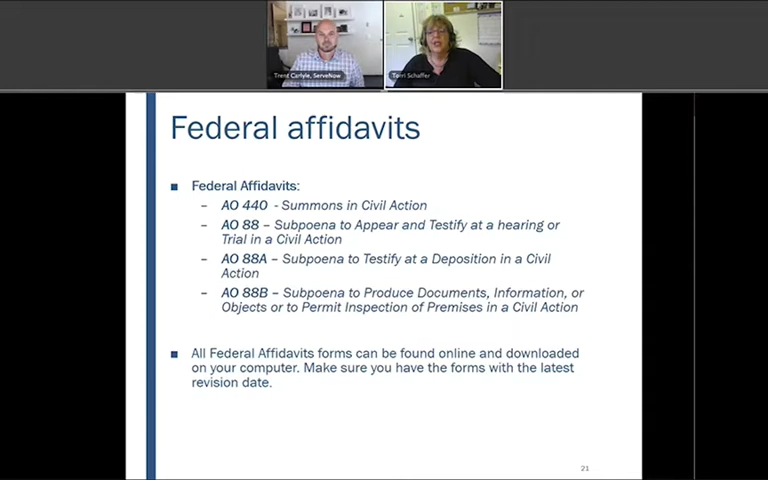 Trent Carlyle, ServeNow
Terri Schaffer
Federal affidavits
Federal Affidavits:
– AO 440 - Summons in Civil Action
– AO 88 – Subpoena to Appear and Testify at a hearing or
Trial in a Civil Action
– AO 88A – Subpoena to Testify at a Deposition in a Civil
Action
– AO 88B – Subpoena to Produce Documents, Information, or
Objects or to Permit Inspection of Premises in a Civil Action
All Federal Affidavits forms can be found online and downloaded
on your computer. Make sure you have the forms with the latest
revision date.
21